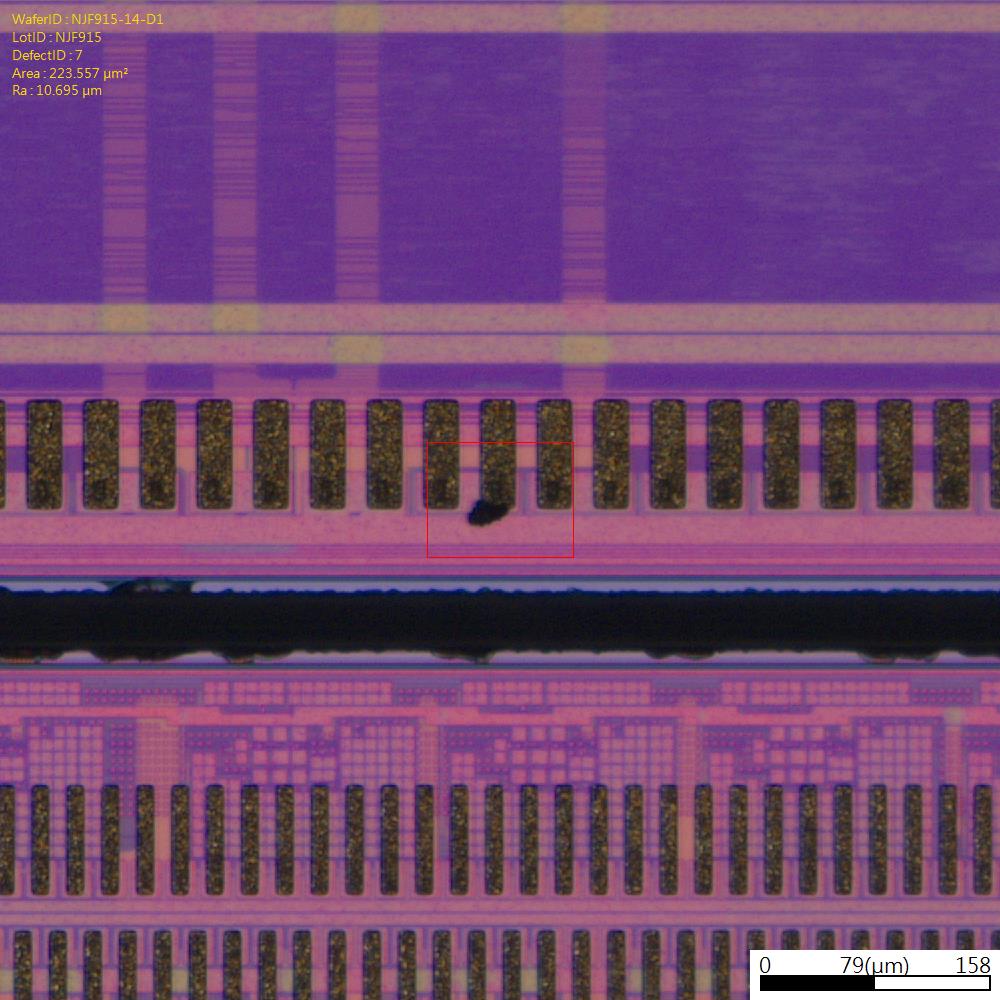 WaferID : NJF915-14-D1
LotID : NJF915
DefectID : 7
Area : 223.557 µm²
Ra : 10.695 µm
0 79(µm) 158